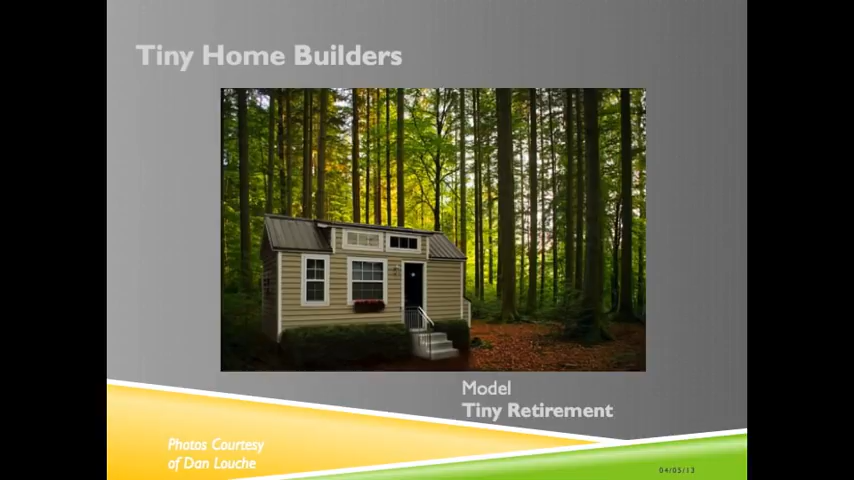 Tiny Home Builders
Model
Tiny Retirement
Photos Courtesy
of Dan Louche
04/05/13